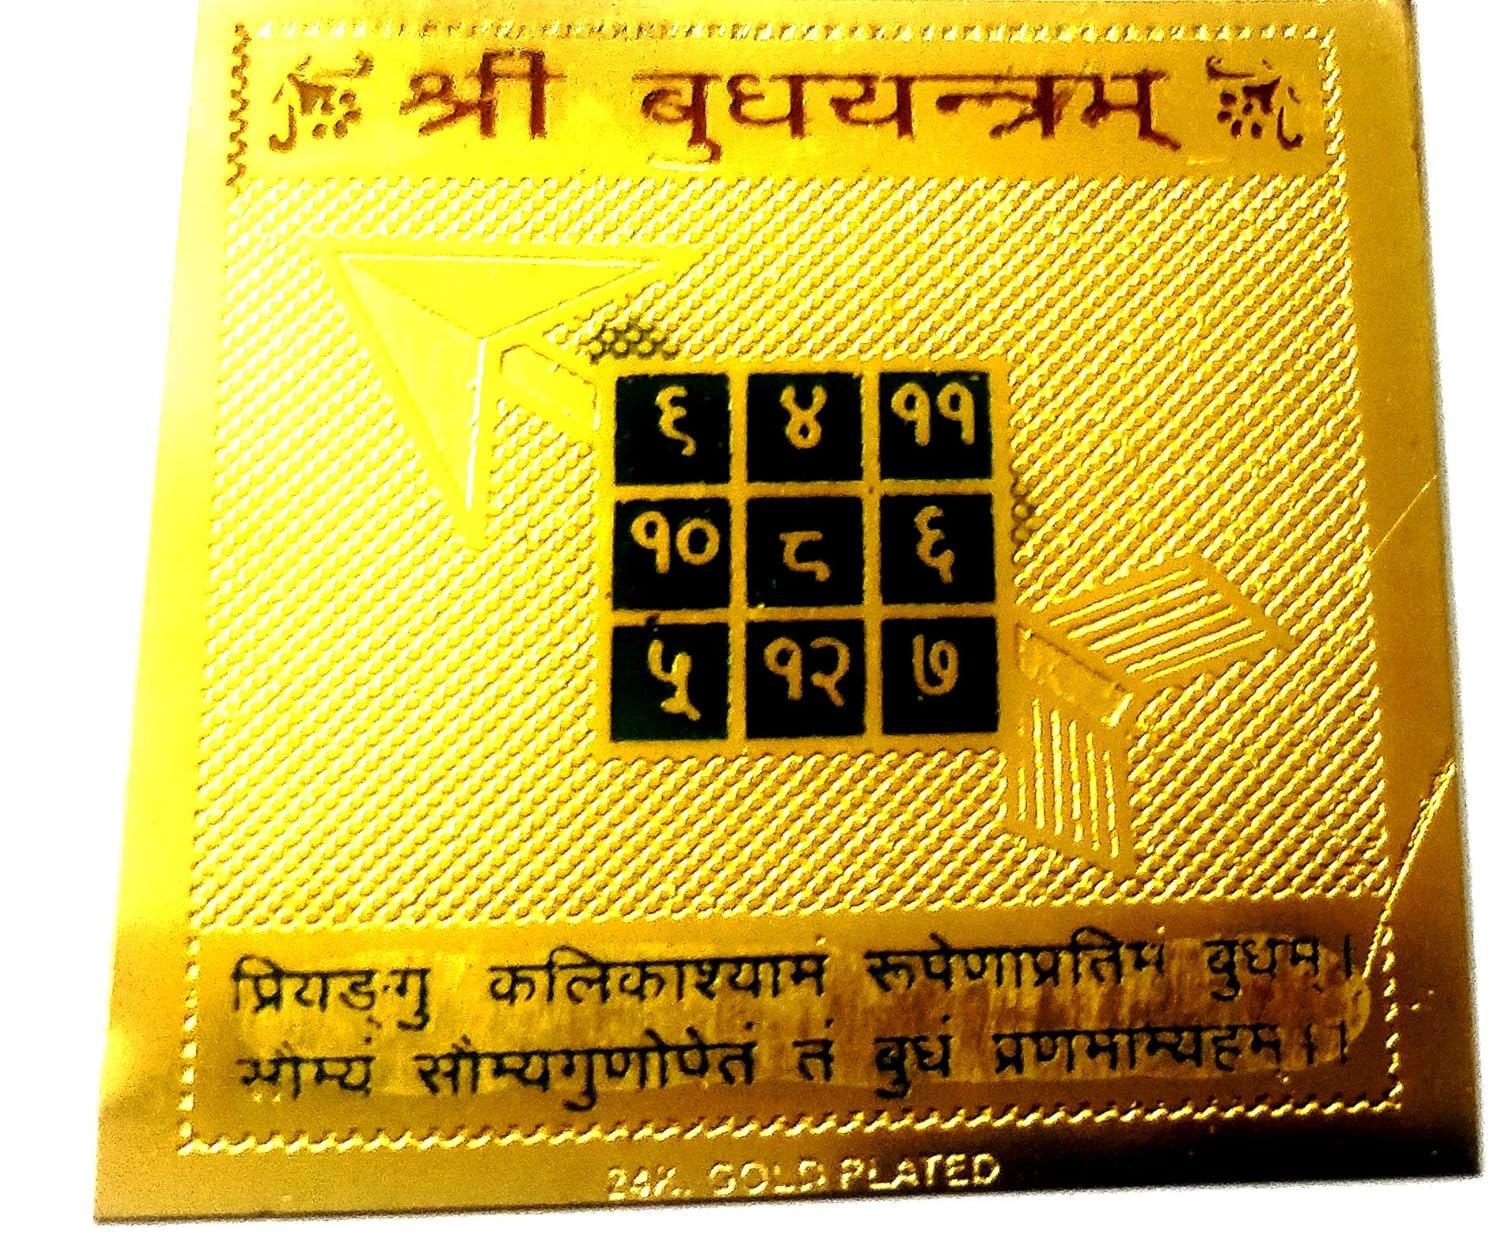 श्री बुधयन्त्रम्
६ ४ ११
१० ८ ६
५ १२ ७
प्रियङ्गु कलिकाश्यामं रूपेणाप्रतिमं बुधम्।
सौम्यं सौम्यगुणोपेतं तं बुधं प्रणमाम्यहम ।।
24K. GOLD PLATED